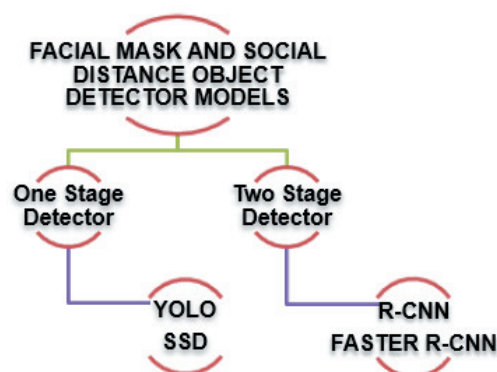 FACIAL MASK AND SOCIAL
DISTANCE OBJECT
DETECTOR MODELS
One Stage
Detector
Two Stage
Detector
YOLO
SSD
R-CNN
FASTER R-CNN